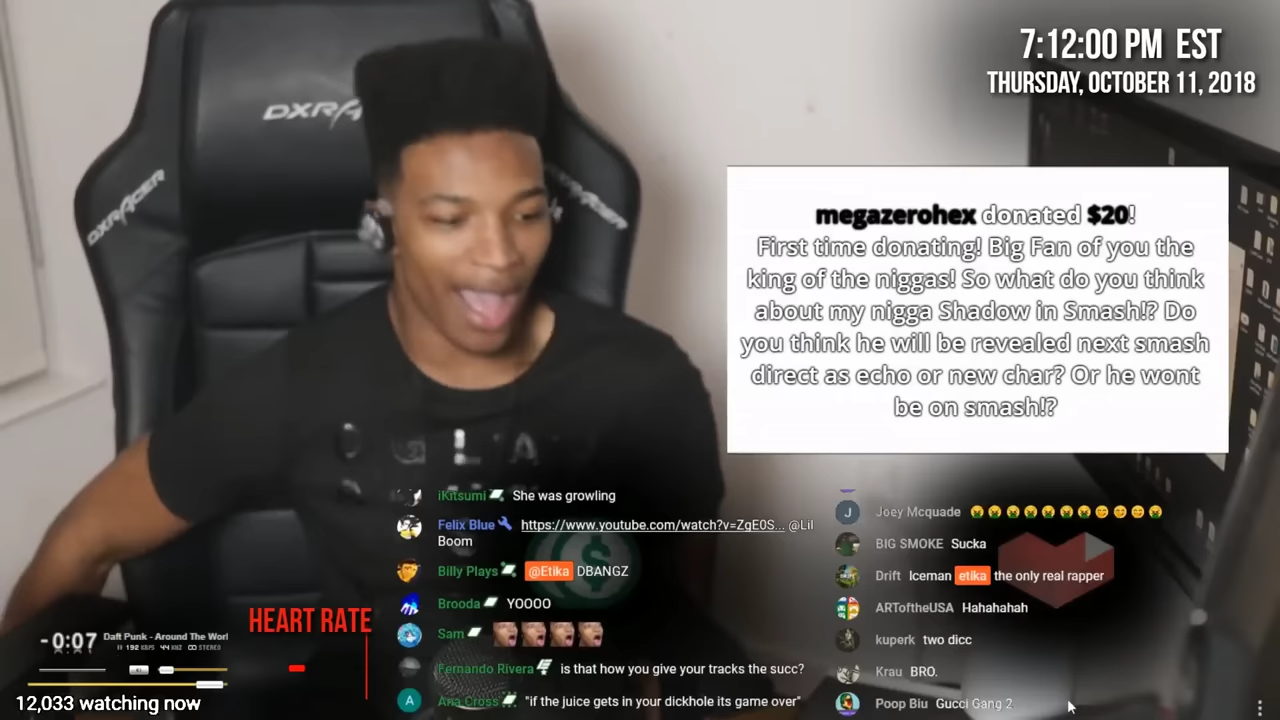 7:12:00 PM EST
THURSDAY, OCTOBER 11, 2018
DXRA
DXRACER
megazerohex donated $20!
First time donating! Big Fan of you the
king of the niggas! So what do you think
about my nigga Shadow in Smash!? Do
you think he will be revealed next smash
direct as echo or new char? Or he wont
be on smash!?
iKitsumi She was growling
Felix Blue https://www.youtube.com/watch?v=ZgE0S... @Lil
Boom
Billy Plays @Etika DBANGZ
Brooda YOOOO
Sam
Fernando Rivera is that how you give your tracks the succ?
A Ana Cross "if the juice gets in your dickhole its game over"
J Joey Mcquade
BIG SMOKE Sucka
Drift Iceman etika the only real rapper
ARToftheUSA Hahahahah
kuperk two dicc
Krau BRO.
Poop Biu Gucci Gang 2
HEART RATE
-0:07 Daft Punk - Around The Worl
192 KBPS 44 KHZ STEREO
12,033 watching now